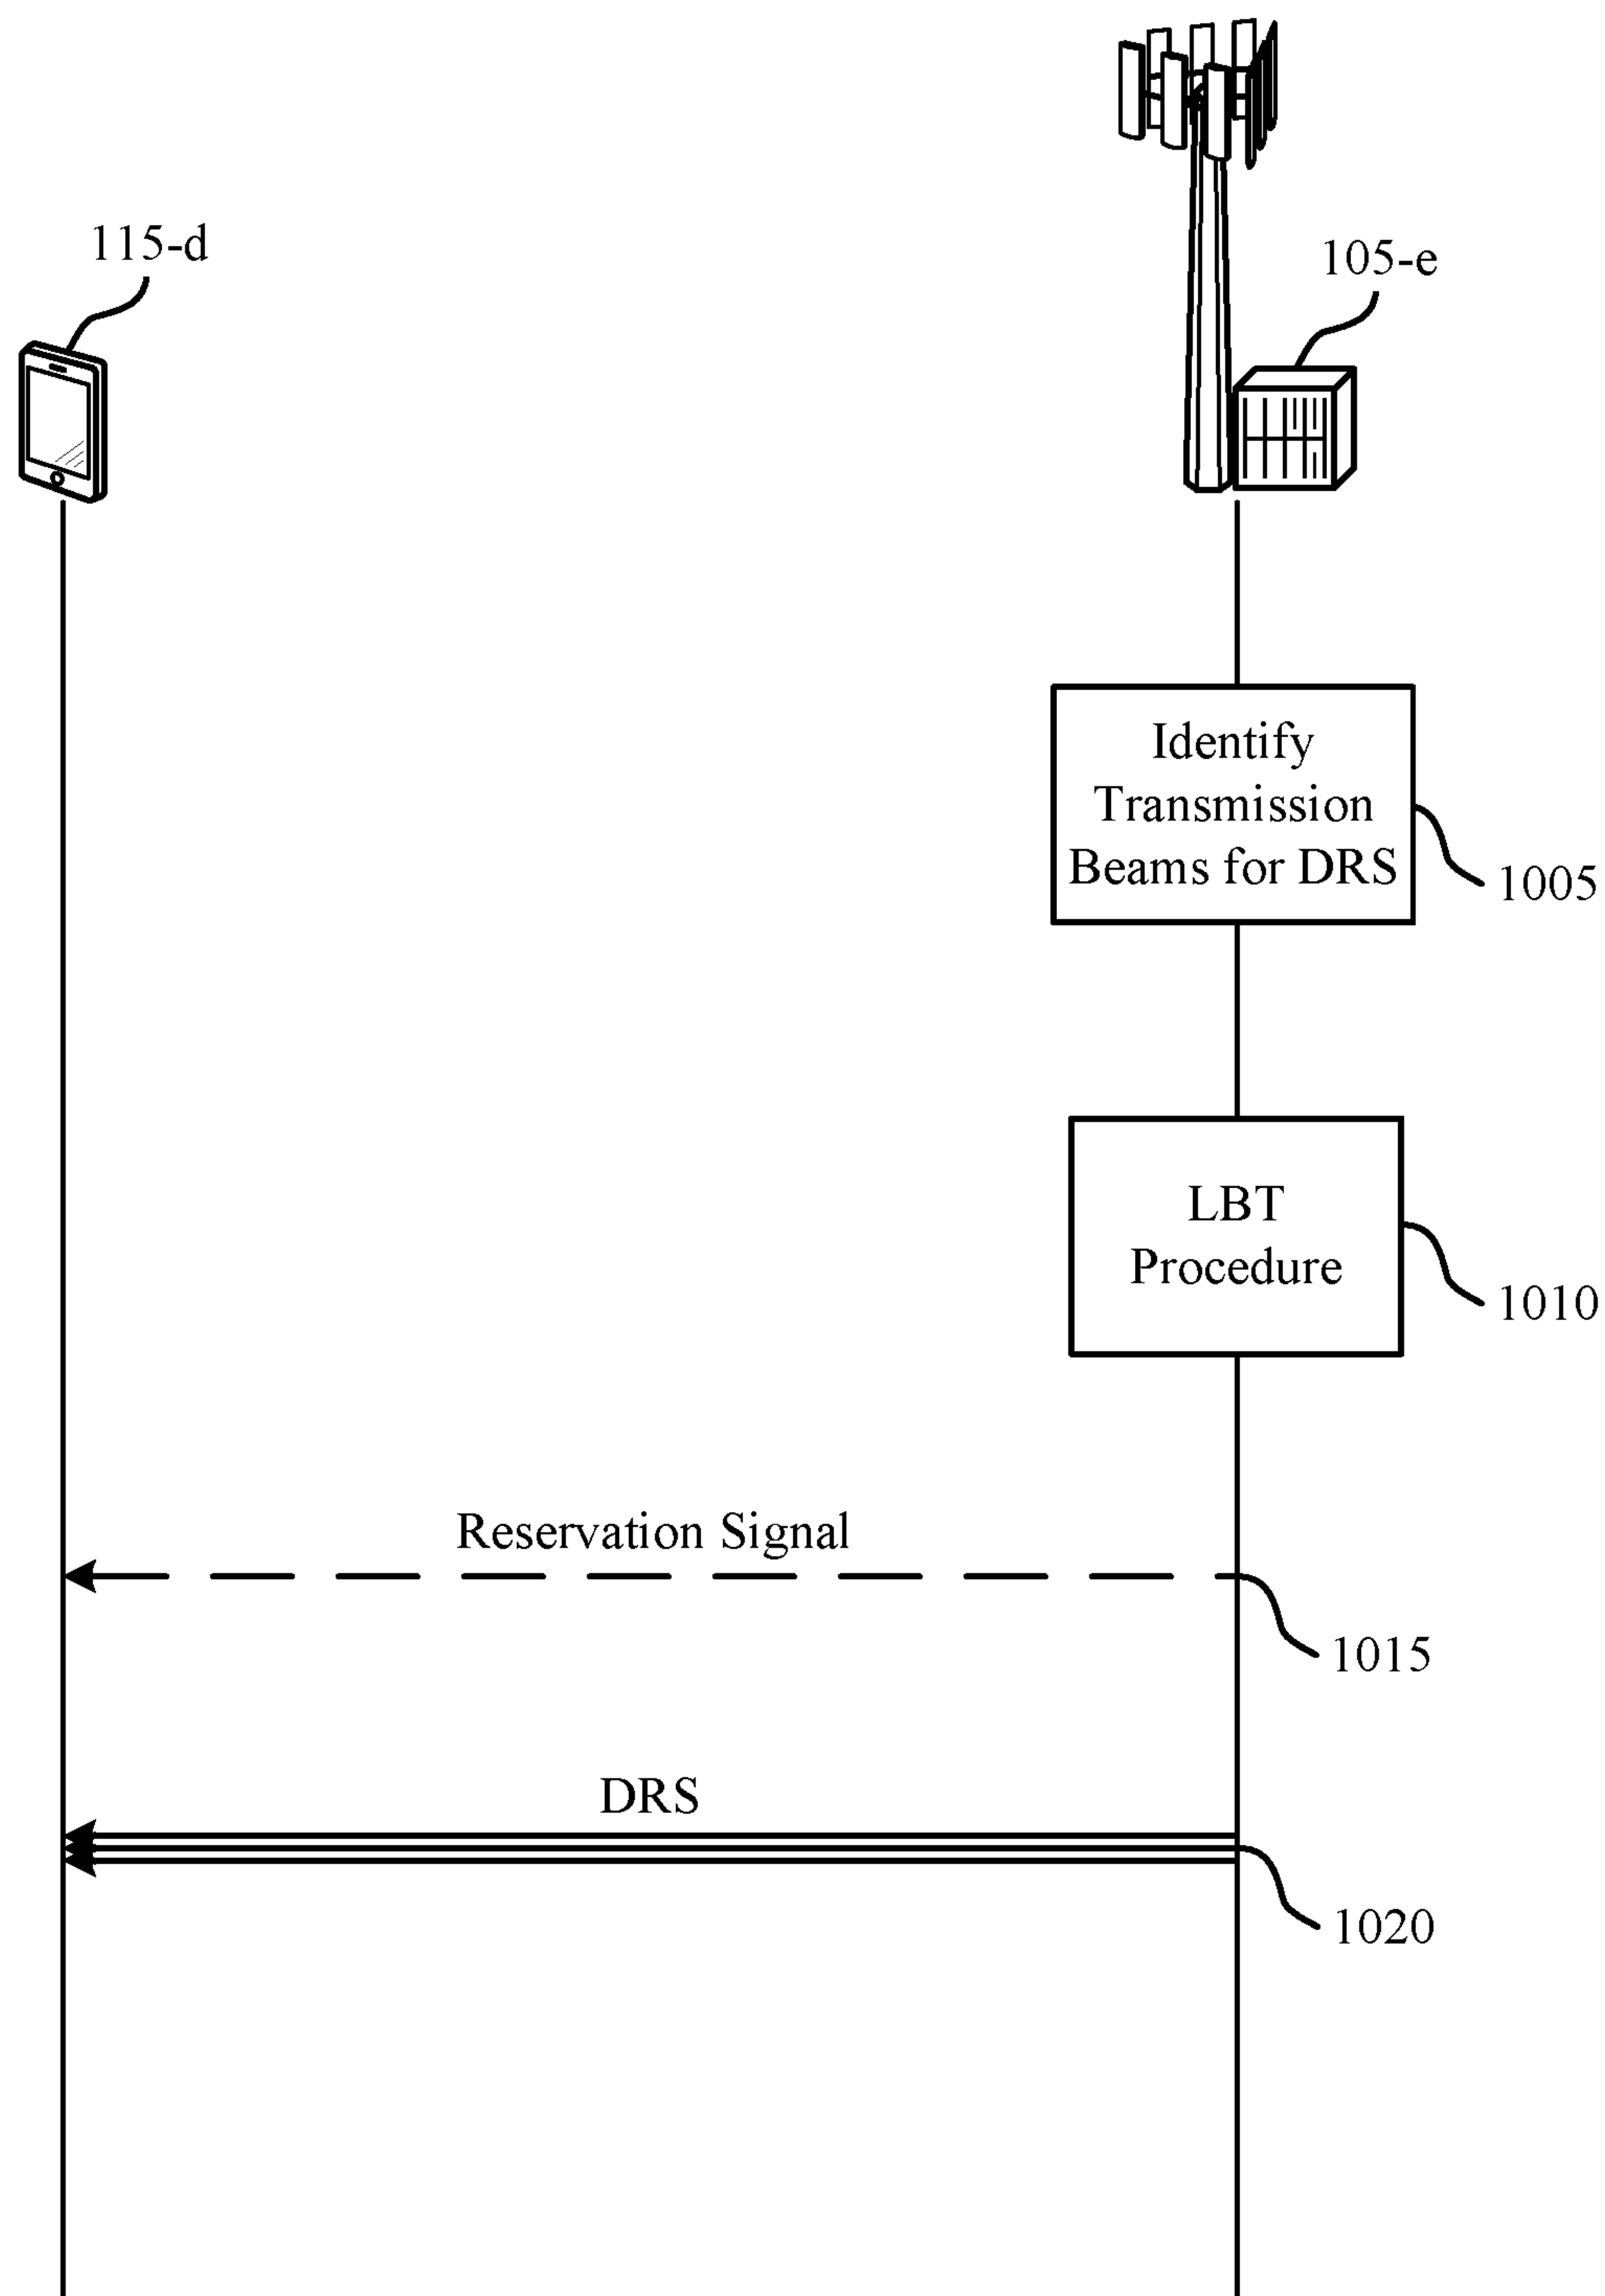 115-d
105-e
Identify
Transmission
Beams for DRS
1005
LBT
Procedure
1010
Reservation Signal
1015
DRS
1020